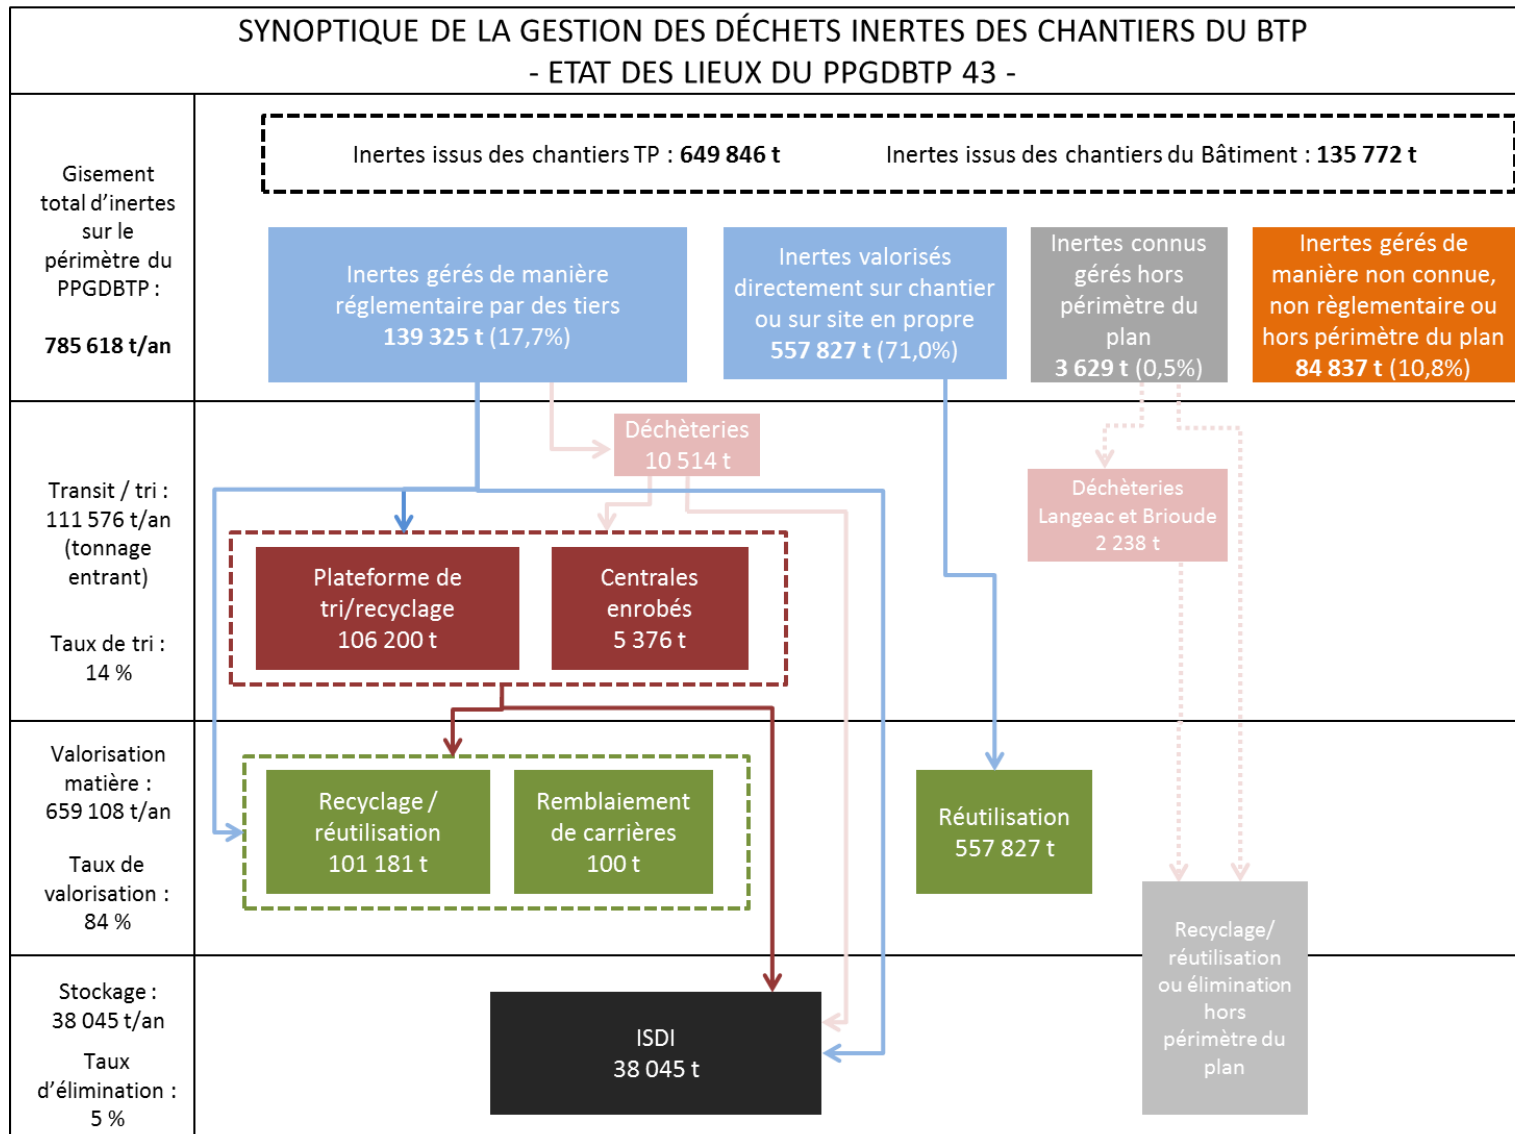 SYNOPTIQUE DE LA GESTION DES DÉCHETS INERTES DES CHANTIERS DU BTP
- ETAT DES LIEUX DU PPGDBTP 43 -
Gisement
total d’inertes
sur le
périmètre du
PPGDBTP :
785 618 t/an
Inertes issus des chantiers TP : 649 846 t
Inertes issus des chantiers du Bâtiment : 135 772 t
Inertes gérés de manière
réglementaire par des tiers
139 325 t (17,7%)
Inertes valorisés
directement sur chantier
ou sur site en propre
557 827 t (71,0%)
Inertes connus
gérés hors
périmètre du
plan
3 629 t (0,5%)
Inertes gérés de
manière non connue,
non règlementaire ou
hors périmètre du plan
84 837 t (10,8%)
Transit / tri :
111 576 t/an
(tonnage
entrant)
Taux de tri :
14 %
Déchèteries
10 514 t
Déchèteries
Langeac et Brioude
2 238 t
Plateforme de
tri/recyclage
106 200 t
Centrales
enrobés
5 376 t
Valorisation
matière :
659 108 t/an
Taux de
valorisation :
84 %
Recyclage /
réutilisation
101 181 t
Remblaiement
de carrières
100 t
Réutilisation
557 827 t
Recyclage/
réutilisation
ou élimination
hors
périmètre du
plan
Stockage :
38 045 t/an
Taux
d’élimination :
5 %
ISDI
38 045 t